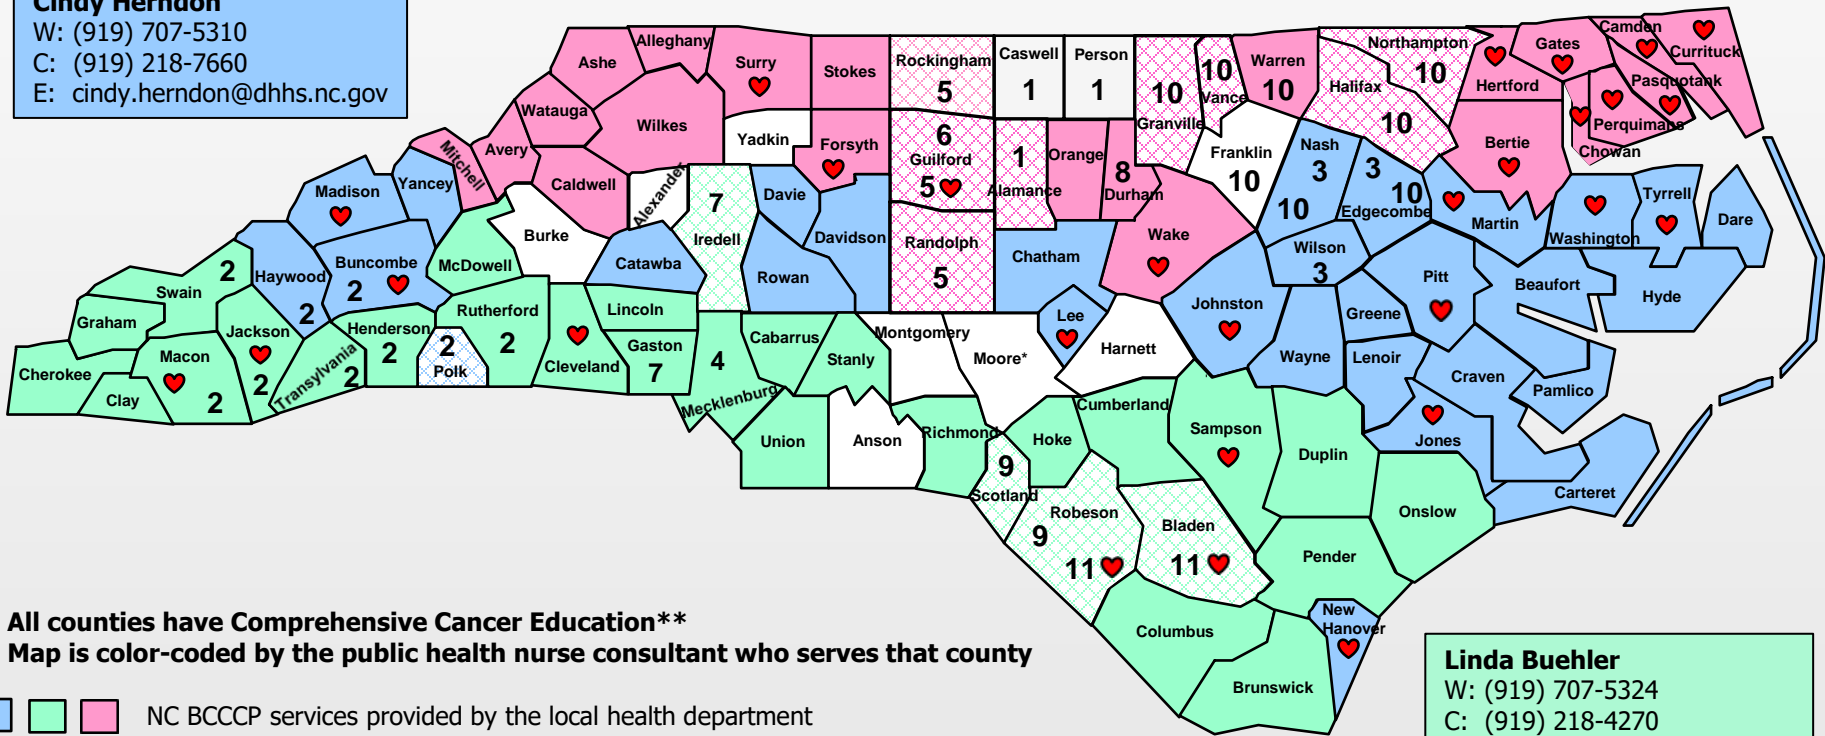 Cindy Herndon
W: (919) 707-5310
C: (919) 218-7660
E: cindy.herndon@dhhs.nc.gov
Camden
Currituck
Gates
Northampton
10
Hertford
Pasquotank
Perquimans
Chowan
Alleghany
Ashe
Surry
Stokes
Rockingham
5
Caswell
1
Person
1
10
Granville
10
Vance
Warren
10
Halifax
10
Bertie
Watauga
Wilkes
Mitchell
Avery
Caldwell
Yadkin
Forsyth
6
Guilford
5
1
Alamance
Orange
8
Durham
Franklin
10
Nash
3
10
3
10
Edgecombe
Martin
Washington
Tyrrell
Dare
Madison
Yancey
Alexander
7
Iredell
Davie
Davidson
Randolph
5
Chatham
Wake
Wilson
3
Pitt
Beaufort
Hyde
Burke
McDowell
Buncombe
2
Haywood
2
Catawba
Rowan
2
Swain
Graham
Jackson
2
Henderson
2
Rutherford
2
2
Polk
Lincoln
Gaston
7
Cleveland
4
Mecklenburg
Cabarrus
Stanly
Montgomery
Moore*
Lee
Harnett
Johnston
Greene
Wayne
Lenoir
Craven
Pamlico
Cherokee
Clay
Macon
2
Transylvania
2
Union
Anson
Richmond
Hoke
Cumberland
Sampson
Duplin
Jones
Carteret
Onslow
9
Scotland
Robeson
9
11
Bladen
11
Pender
New
Hanover
Columbus
Brunswick
All counties have Comprehensive Cancer Education**
Map is color-coded by the public health nurse consultant who serves that county
NC BCCCP services provided by the local health department
Linda Buehler
W: (919) 707-5324
C: (919) 218-4270